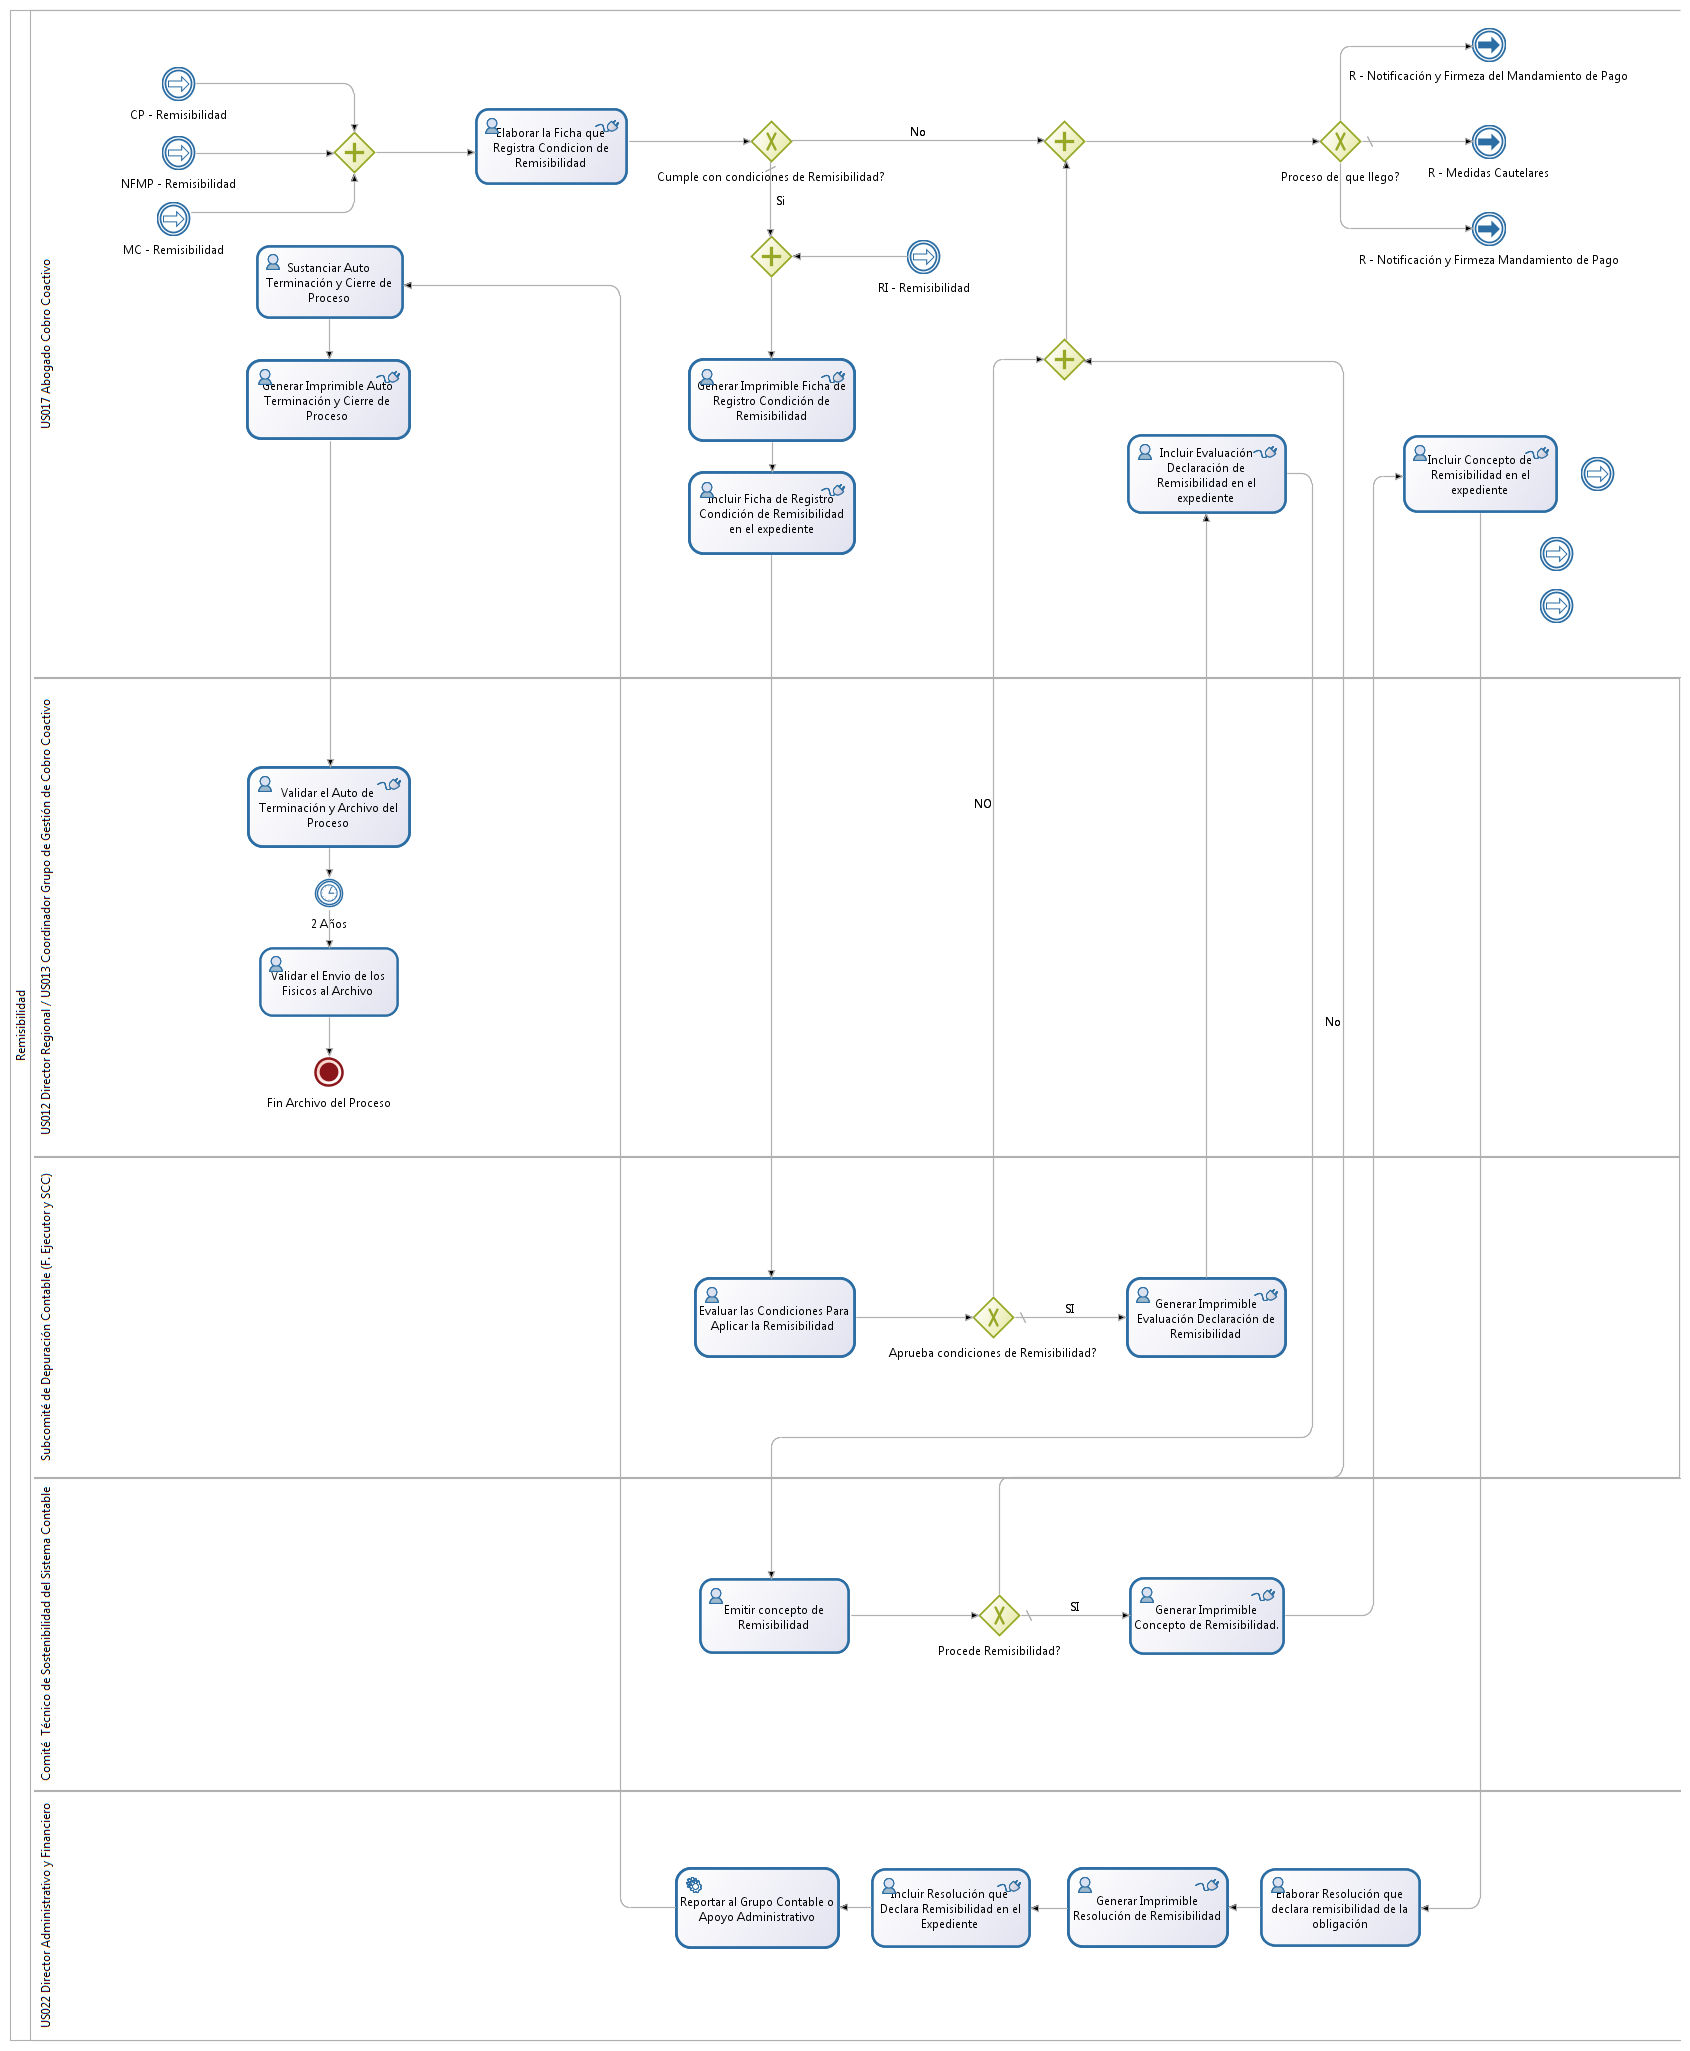 Remisibilidad
US017 Abogado Cobro Coactivo
CP - Remisibilidad
NFMP - Remisibilidad
MC - Remisibilidad
Elaborar la Ficha que
Registra Condicion de
Remisibilidad
Cumple con condiciones de Remisibilidad?
No
Si
Proceso del que llego?
R - Notificación y Firmeza del Mandamiento de Pago
R - Medidas Cautelares
R - Notificación y Firmeza Mandamiento de Pago
RI - Remisibilidad
Sustanciar Auto
Terminación y Cierre de
Proceso
Generar Imprimible Auto
Terminación y Cierre de
Proceso
Generar Imprimible Ficha de
Registro Condición de
Remisibilidad
Incluir Ficha de Registro
Condición de Remisibilidad
en el expediente
Incluir Evaluación
Declaración de
Remisibilidad en el
expediente
Incluir Concepto de
Remisibilidad en el
expediente
US012 Director Regional / US013 Coordinador Grupo de Gestión de Cobro Coactivo
Validar el Auto de
Terminación y Archivo del
Proceso
2 Años
Validar el Envio de los
Fisicos al Archivo
Fin Archivo del Proceso
NO
No
Subcomité de Depuración Contable (F. Ejecutor y SCC)
Evaluar las Condiciones Para
Aplicar la Remisibilidad
Aprueba condiciones de Remisibilidad?
SI
Generar Imprimible
Evaluación Declaración de
Remisibilidad
Comité Técnico de Sostenibilidad del Sistema Contable
Emitir concepto de
Remisibilidad
Procede Remisibilidad?
SI
Generar Imprimible
Concepto de Remisibilidad.
US022 Director Administrativo y Financiero
Reportar al Grupo Contable o
Apoyo Administrativo
Incluir Resolución que
Declara Remisibilidad en el
Expediente
Generar Imprimible
Resolución de Remisibilidad
Elaborar Resolución que
declara remisibilidad de la
obligación